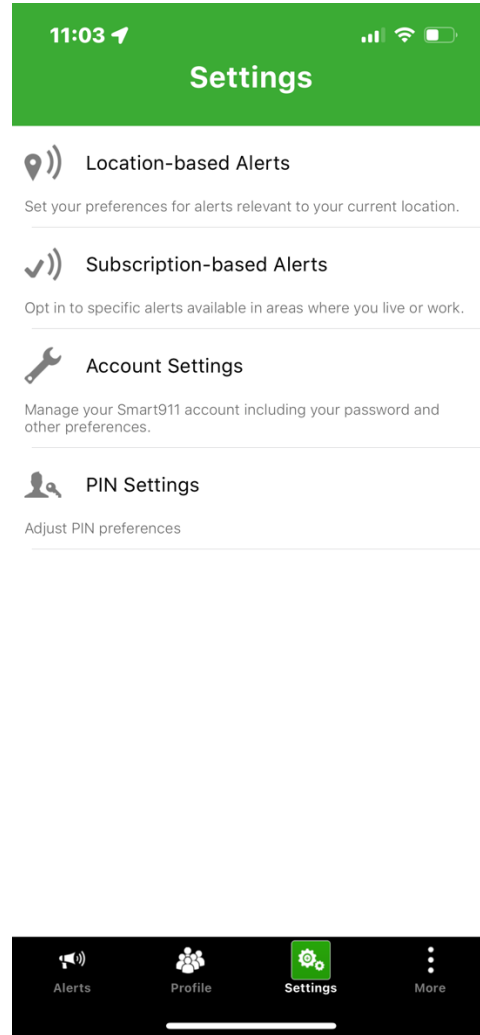 11:03
Settings
Location-based Alerts
Set your preferences for alerts relevant to your current location.
Subscription-based Alerts
Opt in to specific alerts available in areas where you live or work.
Account Settings
Manage your Smart911 account including your password and
other preferences.
PIN Settings
Adjust PIN preferences
Alerts
Profile
Settings
More